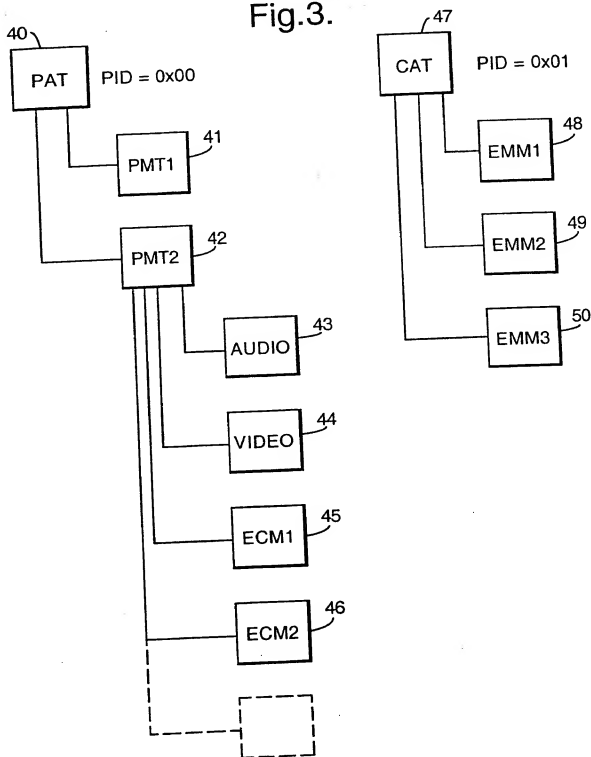 Fig.3.
40
PAT
PID = 0x00
41
PMT1
42
PMT2
43
AUDIO
44
VIDEO
45
ECM1
46
ECM2
47
CAT
PID = 0x01
48
EMM1
49
EMM2
50
EMM3